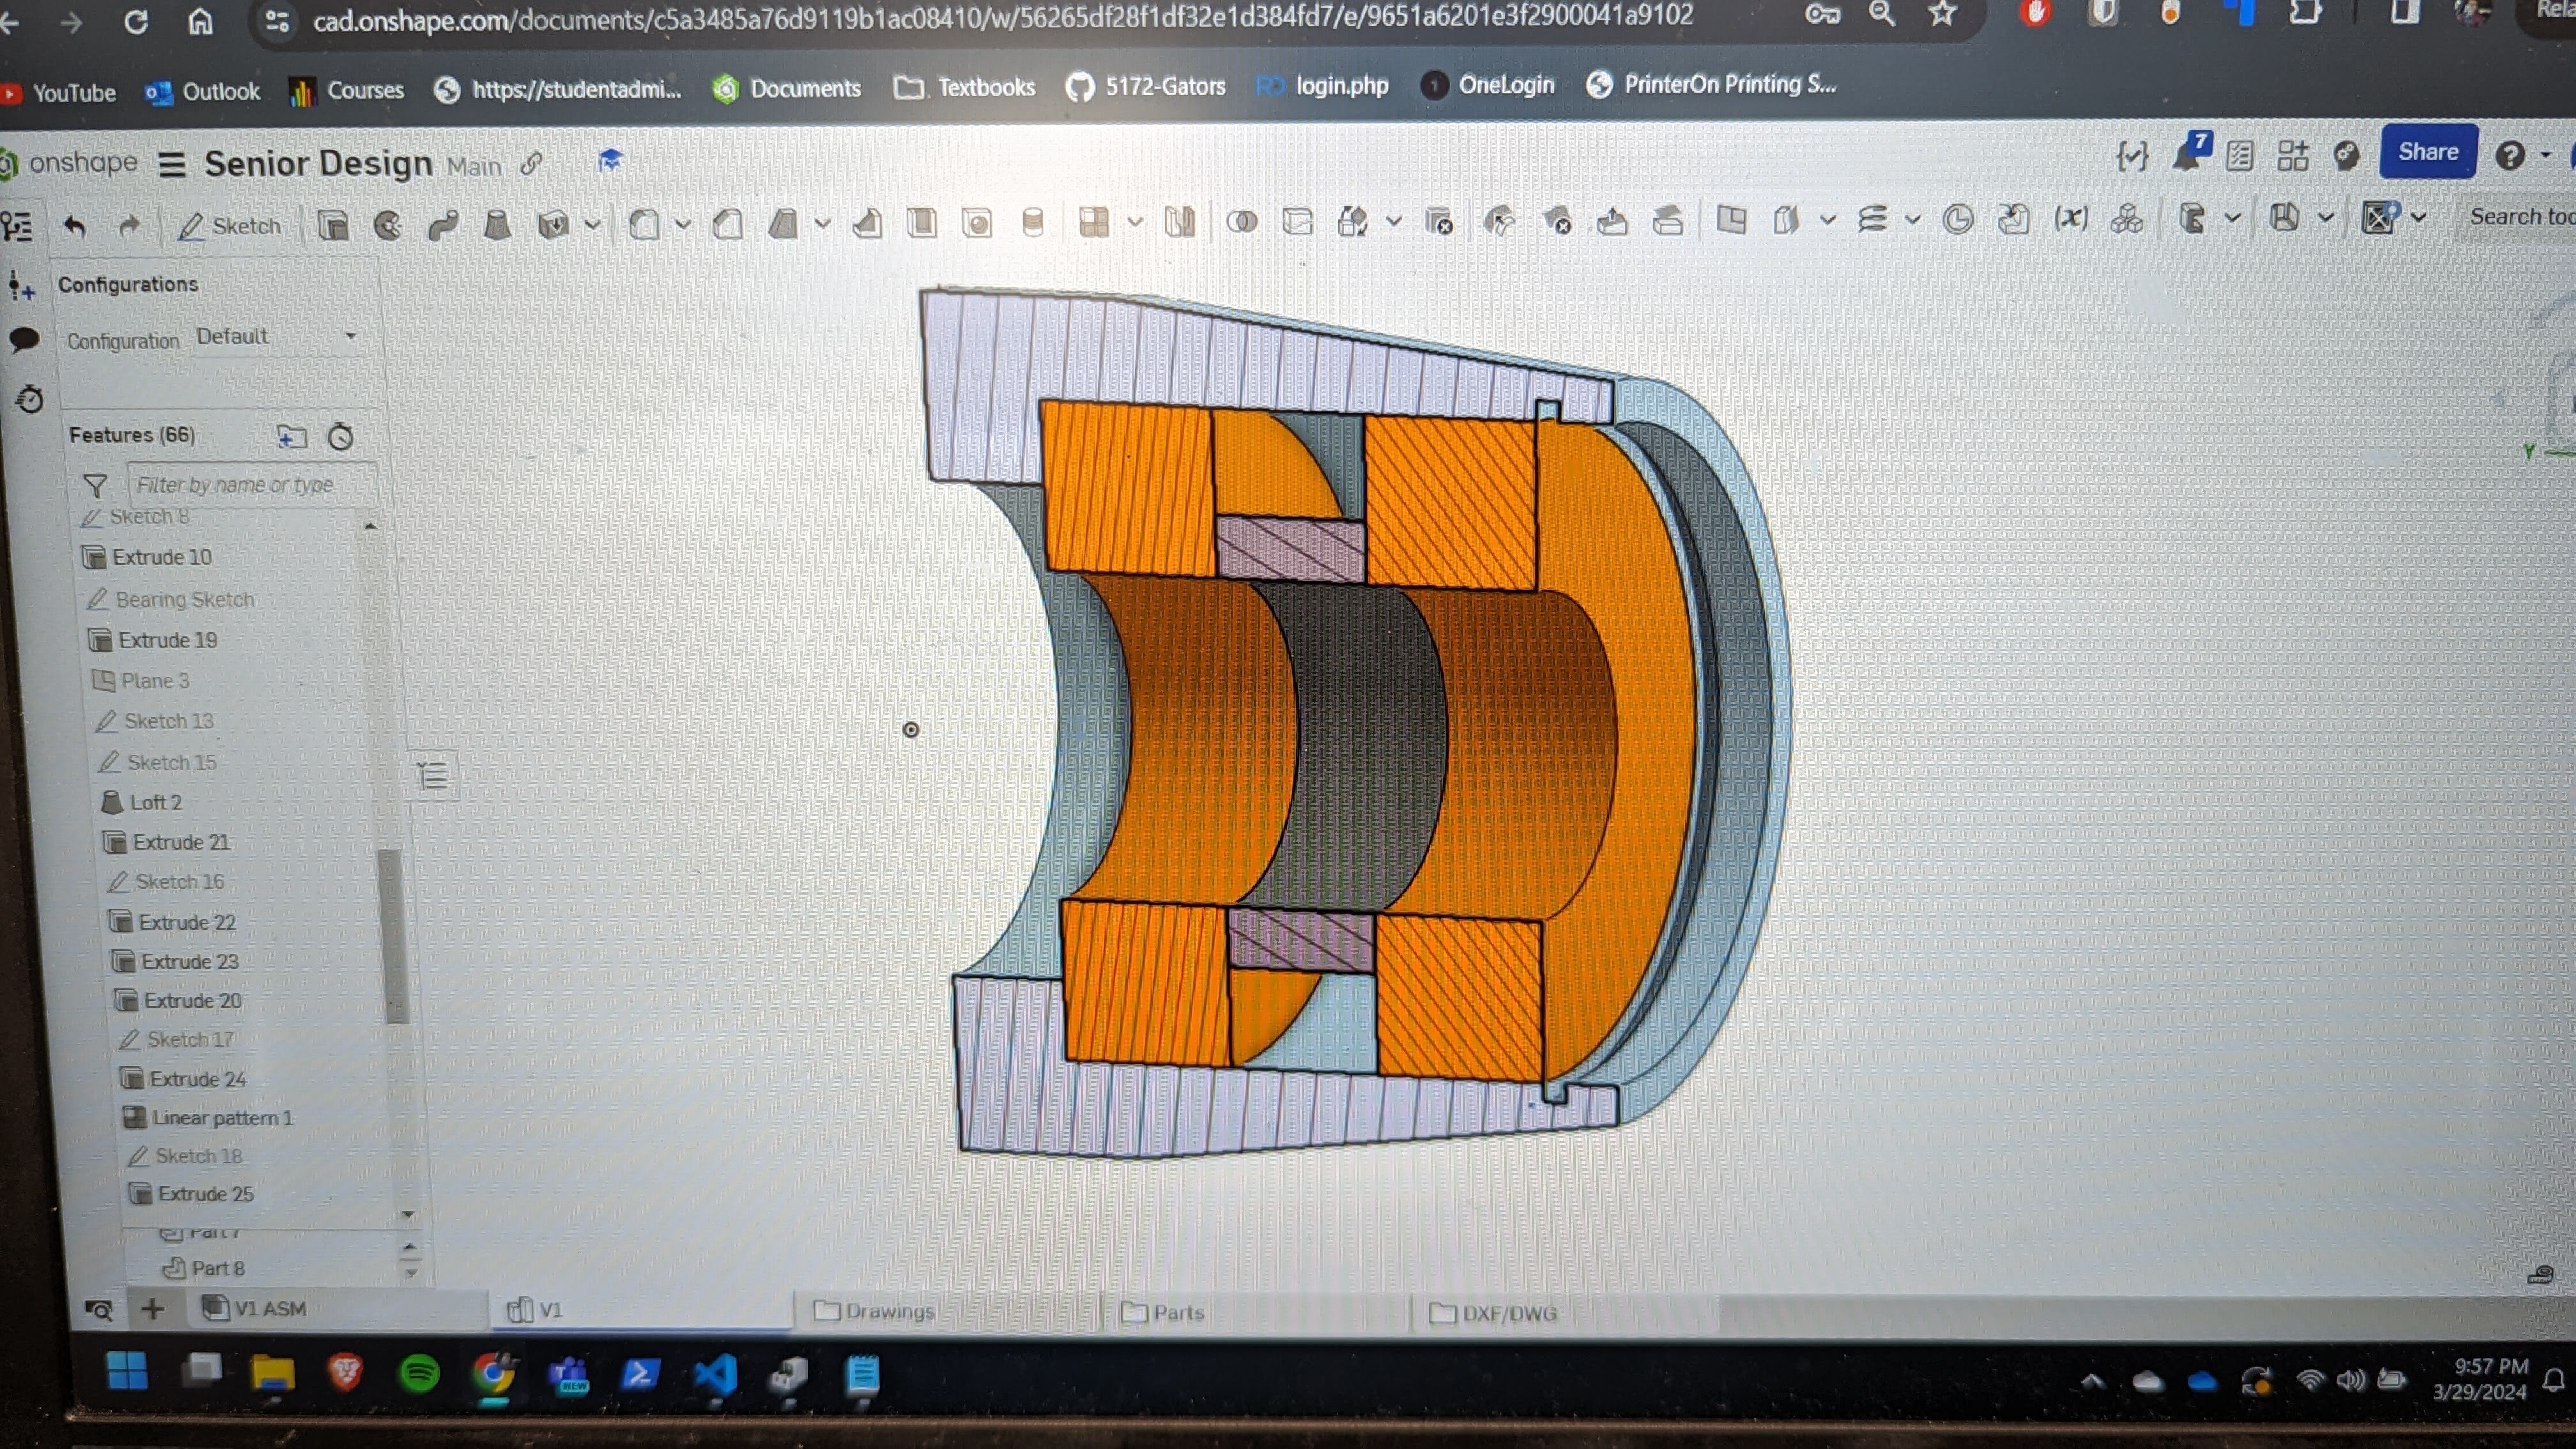 cad.onshape.com/documents/c5a3485a76d9119b1ac08410/w/56265df28f1df32e1d384fd7/e/9651a6201e3f2900041a9102
YouTube Outlook Courses https://studentadmi... Documents Textbooks 5172-Gators login.php OneLogin PrinterOn Printing S...
onshape Senior Design Main 7 Share
Sketch (x) Search too
Configurations
Configuration Default
Features (66)
Filter by name or type
Sketch 8
Extrude 10
Bearing Sketch
Extrude 19
Plane 3
Sketch 13
Sketch 15
Loft 2
Extrude 21
Sketch 16
Extrude 22
Extrude 23
Extrude 20
Sketch 17
Extrude 24
Linear pattern 1
Sketch 18
Extrude 25
Part 7
Part 8
Y
V1 ASM V1 Drawings Parts DXF/DWG
NEW
9:57 PM
3/29/2024